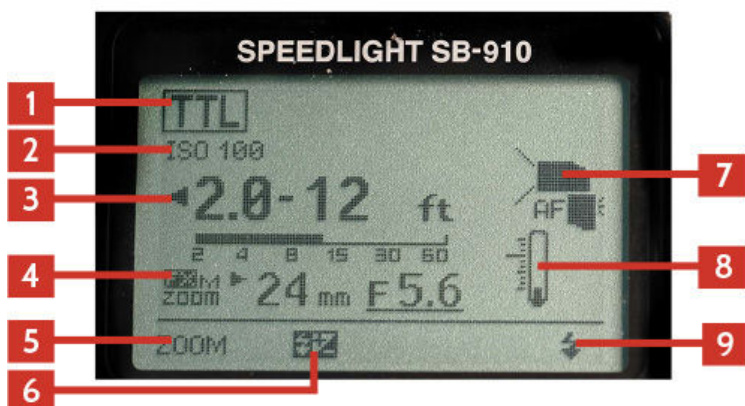 SPEEDLIGHT SB-910
1 TTL
2 ISO 100
3 2.0-12 ft
7
AF
2 4 8 15 30 60
4 M ZOOM 24 mm F5.6
8
5 ZOOM
9
6